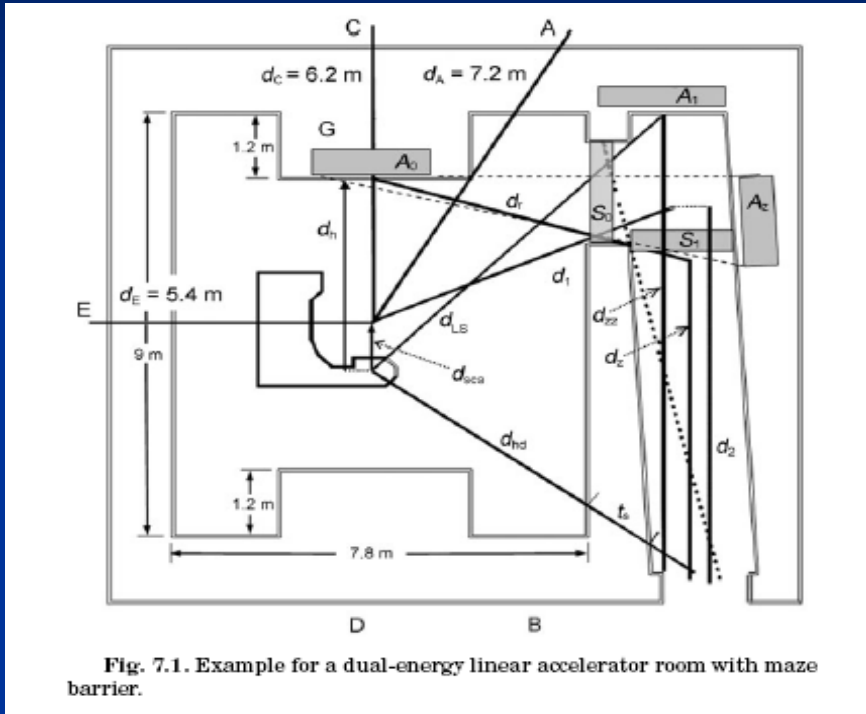 C
A
dC = 6.2 m
dA = 7.2 m
A1
1.2 m
G
A0
dr
Az
S0
S1
dh
d1
dE = 5.4 m
E
dLS
dzz
9 m
dz
dsca
dhd
d2
1.2 m
ts
7.8 m
D
B
Fig. 7.1. Example for a dual-energy linear accelerator room with maze
barrier.